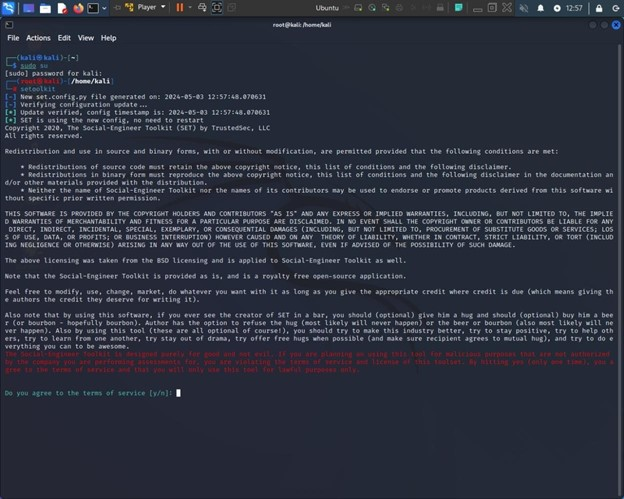 Player
Ubuntu
12:57
root@kali: /home/kali
File Actions Edit View Help
(kali㉿kali)-[~]
$ sudo su
[sudo] password for kali:
(root㉿kali)-[/home/kali]
# setoolkit
[-] New set.config.py file generated on: 2024-05-03 12:57:48.070631
[-] Verifying configuration update...
[*] Update verified, config timestamp is: 2024-05-03 12:57:48.070631
[*] SET is using the new config, no need to restart
Copyright 2020, The Social-Engineer Toolkit (SET) by TrustedSec, LLC
All rights reserved.
Redistribution and use in source and binary forms, with or without modification, are permitted provided that the following conditions are met:
* Redistributions of source code must retain the above copyright notice, this list of conditions and the following disclaimer.
* Redistributions in binary form must reproduce the above copyright notice, this list of conditions and the following disclaimer in the documentation an
d/or other materials provided with the distribution.
* Neither the name of Social-Engineer Toolkit nor the names of its contributors may be used to endorse or promote products derived from this software wi
thout specific prior written permission.
THIS SOFTWARE IS PROVIDED BY THE COPYRIGHT HOLDERS AND CONTRIBUTORS "AS IS" AND ANY EXPRESS OR IMPLIED WARRANTIES, INCLUDING, BUT NOT LIMITED TO, THE IMPLIE
D WARRANTIES OF MERCHANTABILITY AND FITNESS FOR A PARTICULAR PURPOSE ARE DISCLAIMED. IN NO EVENT SHALL THE COPYRIGHT OWNER OR CONTRIBUTORS BE LIABLE FOR ANY
DIRECT, INDIRECT, INCIDENTAL, SPECIAL, EXEMPLARY, OR CONSEQUENTIAL DAMAGES (INCLUDING, BUT NOT LIMITED TO, PROCUREMENT OF SUBSTITUTE GOODS OR SERVICES; LOS
S OF USE, DATA, OR PROFITS; OR BUSINESS INTERRUPTION) HOWEVER CAUSED AND ON ANY THEORY OF LIABILITY, WHETHER IN CONTRACT, STRICT LIABILITY, OR TORT (INCLUD
ING NEGLIGENCE OR OTHERWISE) ARISING IN ANY WAY OUT OF THE USE OF THIS SOFTWARE, EVEN IF ADVISED OF THE POSSIBILITY OF SUCH DAMAGE.
The above licensing was taken from the BSD licensing and is applied to Social-Engineer Toolkit as well.
Note that the Social-Engineer Toolkit is provided as is, and is a royalty free open-source application.
Feel free to modify, use, change, market, do whatever you want with it as long as you give the appropriate credit where credit is due (which means giving th
e authors the credit they deserve for writing it).
Also note that by using this software, if you ever see the creator of SET in a bar, you should (optional) give him a hug and should (optional) buy him a bee
r (or bourbon - hopefully bourbon). Author has the option to refuse the hug (most likely will never happen) or the beer or bourbon (also most likely will ne
ver happen). Also by using this tool (these are all optional of course!), you should try to make this industry better, try to stay positive, try to help oth
ers, try to learn from one another, try stay out of drama, try offer free hugs when possible (and make sure recipient agrees to mutual hug), and try to do e
verything you can to be awesome.
The Social-Engineer Toolkit is designed purely for good and not evil. If you are planning on using this tool for malicious purposes that are not authorized
by the company you are performing assessments for, you are violating the terms of service and license of this toolset. By hitting yes (only one time), you a
gree to the terms of service and that you will only use this tool for lawful purposes only.
Do you agree to the terms of service [y/n]: